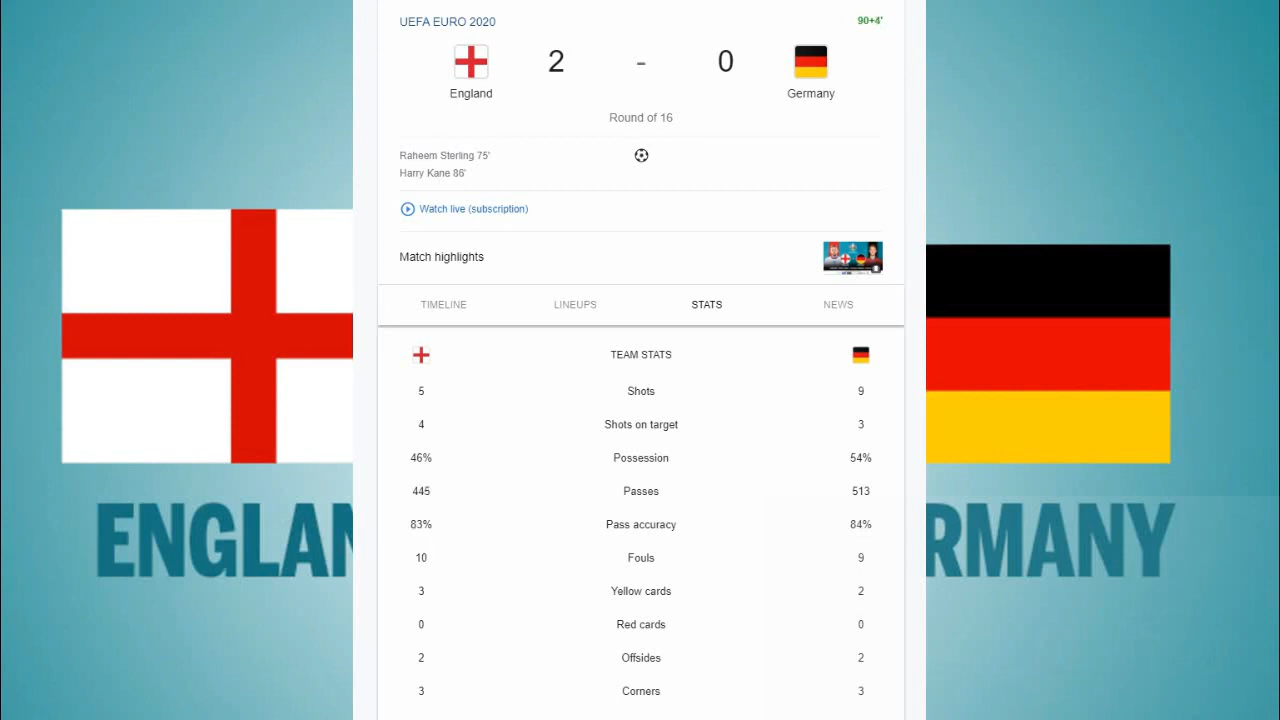 UEFA EURO 2020 90+4'
2 - 0
England Germany
Round of 16
Raheem Sterling 75'
Harry Kane 86'
Watch live (subscription)
Match highlights
TIMELINE LINEUPS STATS NEWS
TEAM STATS
5 Shots 9
4 Shots on target 3
46% Possession 54%
445 Passes 513
83% Pass accuracy 84%
10 Fouls 9
3 Yellow cards 2
0 Red cards 0
2 Offsides 2
3 Corners 3
ENGLAN
RMANY